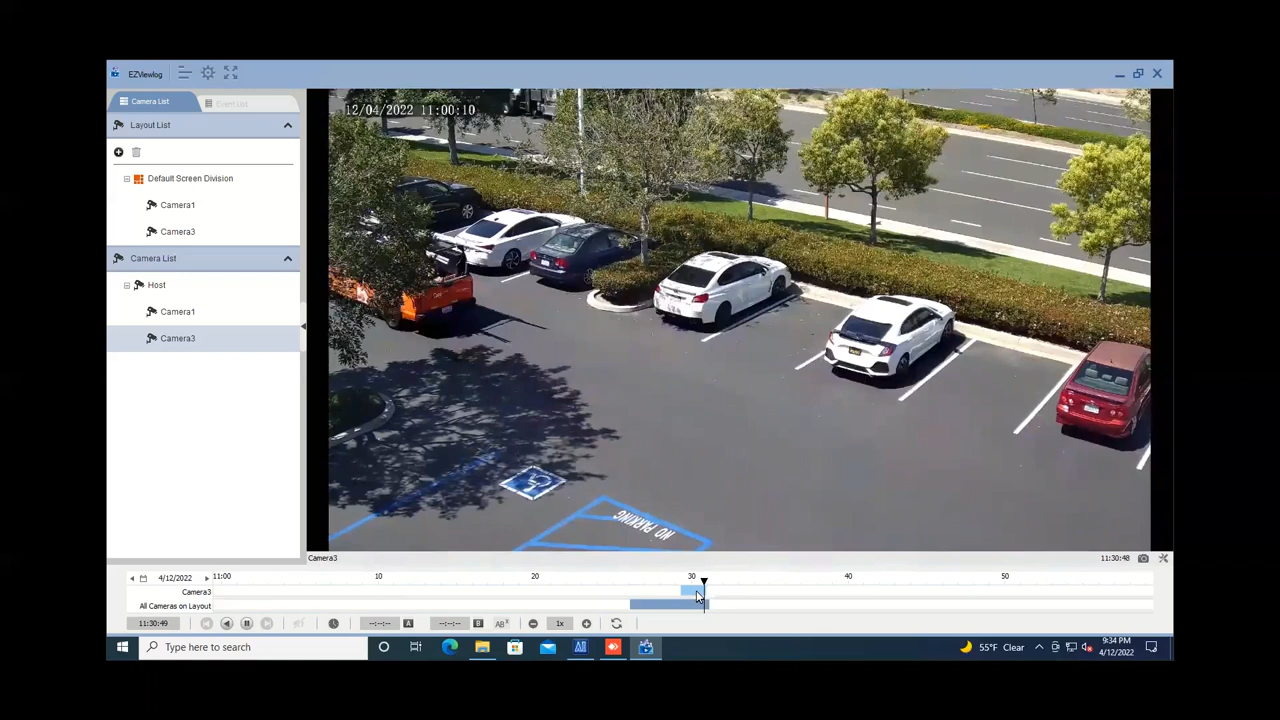 EZViewlog
Camera List
Event List
12/04/2022 11:00:10
Layout List
Default Screen Division
Camera1
Camera3
Camera List
Host
Camera1
Camera3
NO PARKING
Camera3
11:30:48
4/12/2022
11:00
10
20
30
40
50
Camera3
All Cameras on Layout
11:30:49
--:--:--
A
--:--:--
B
AB
1x
Type here to search
AII
55°F Clear
9:34 PM
4/12/2022